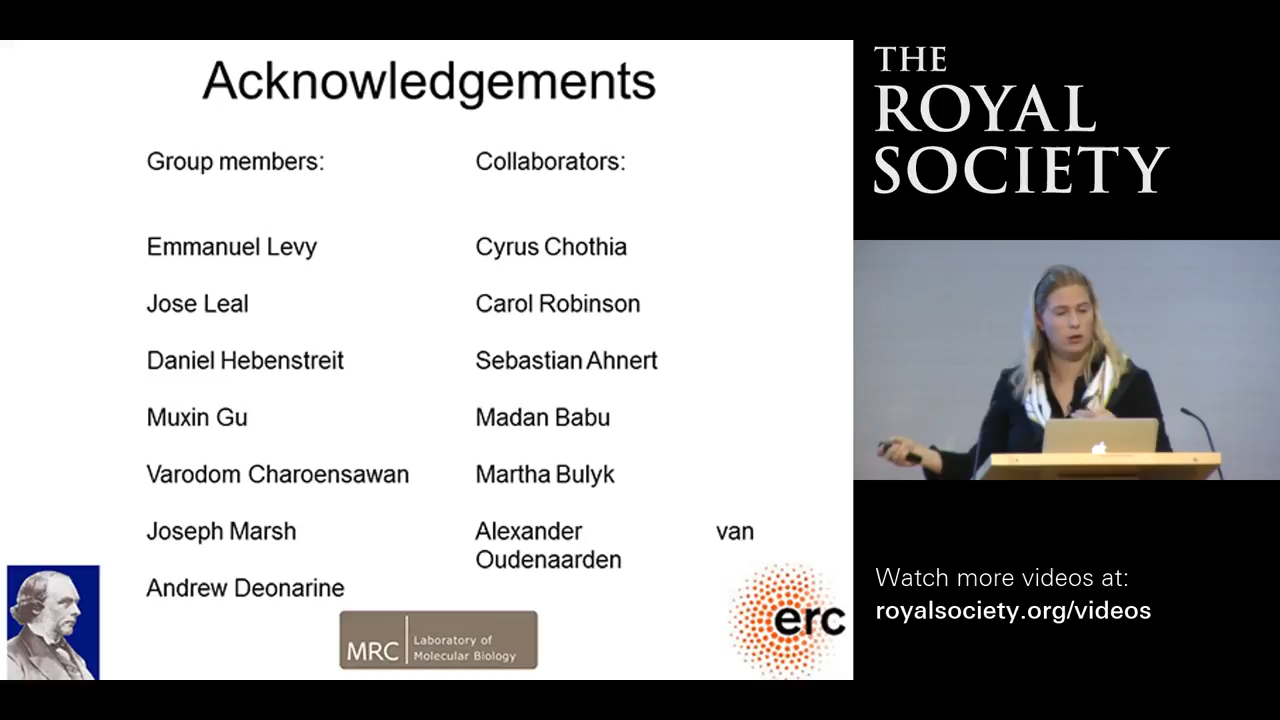 Acknowledgements
Group members:
Emmanuel Levy
Jose Leal
Daniel Hebenstreit
Muxin Gu
Varodom Charoensawan
Joseph Marsh
Andrew Deonarine
Collaborators:
Cyrus Chothia
Carol Robinson
Sebastian Ahnert
Madan Babu
Martha Bulyk
Alexander van
Oudenaarden
MRC
Laboratory of
Molecular Biology
erc
THE
ROYAL
SOCIETY
Watch more videos at:
royalsociety.org/videos